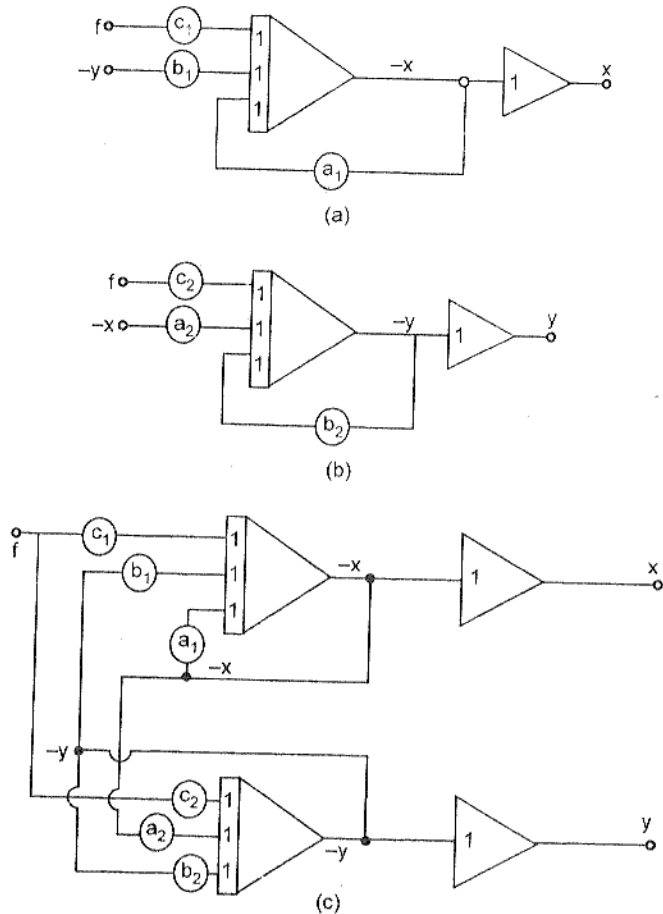 f c₁ 1
–y b₁ 1
1
–x 1 x
a₁
(a)
f c₂ 1
–x a₂ 1
1
–y 1 y
b₂
(b)
f c₁ 1
b₁ 1
–x 1 x
1
a₁
–x
–y
c₂ 1
a₂ 1
–y 1 y
b₂ 1
(c)